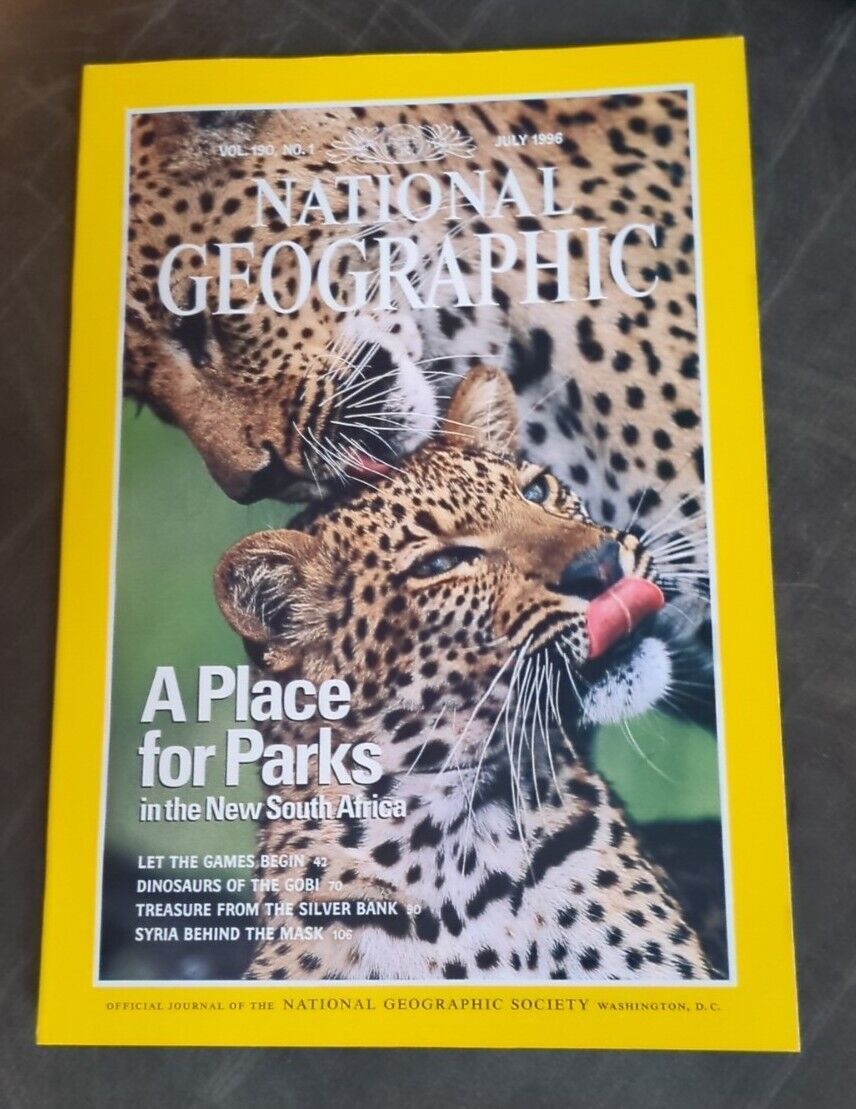 VOL. 190, NO. 1 JULY 1996
NATIONAL
GEOGRAPHIC
A Place
for Parks
in the New South Africa
LET THE GAMES BEGIN 42
DINOSAURS OF THE GOBI 70
TREASURE FROM THE SILVER BANK 90
SYRIA BEHIND THE MASK 106
OFFICIAL JOURNAL OF THE NATIONAL GEOGRAPHIC SOCIETY WASHINGTON, D.C.